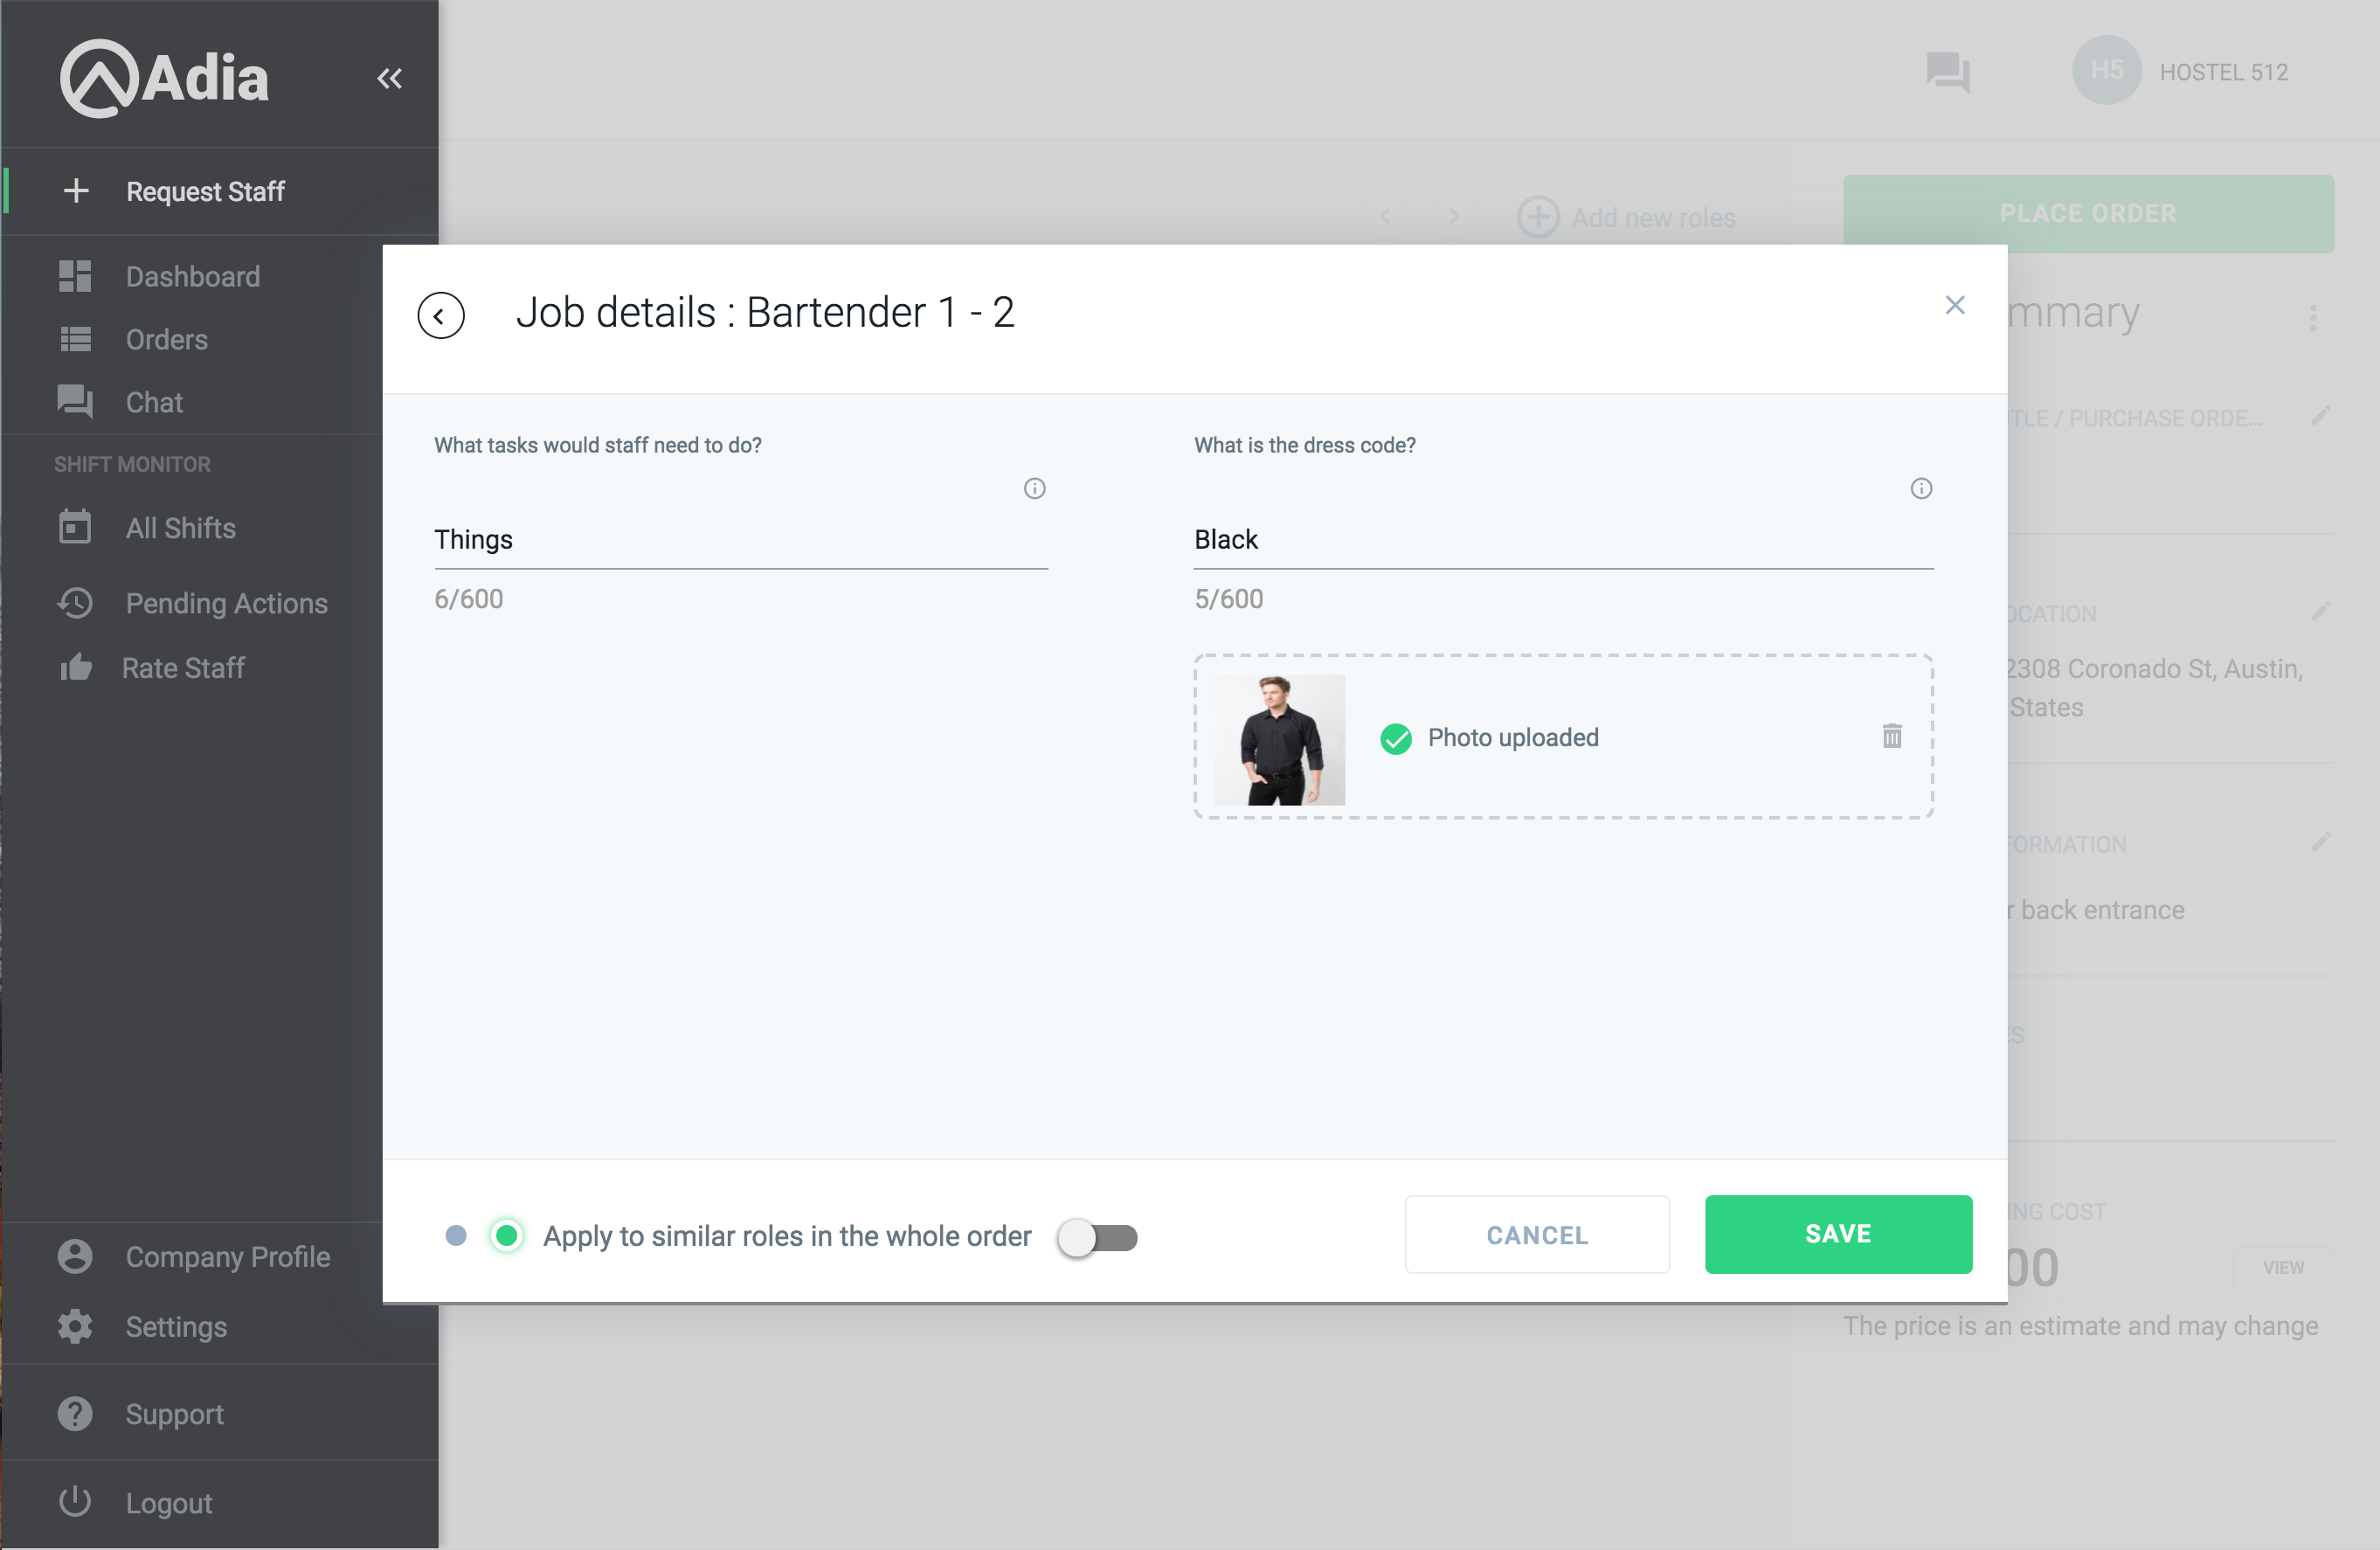 Adia
Request Staff
Dashboard
Orders
Chat
SHIFT MONITOR
All Shifts
Pending Actions
Rate Staff
Company Profile
Settings
Support
Logout
H5 HOSTEL 512
Add new roles
PLACE ORDER
Job details : Bartender 1 - 2
What tasks would staff need to do?
Things
6/600
What is the dress code?
Black
5/600
Photo uploaded
Apply to similar roles in the whole order
CANCEL
SAVE
mmary
TLE / PURCHASE ORDE...
OCATION
2308 Coronado St, Austin,
States
FORMATION
r back entrance
ES
NG COST
00
VIEW
The price is an estimate and may change